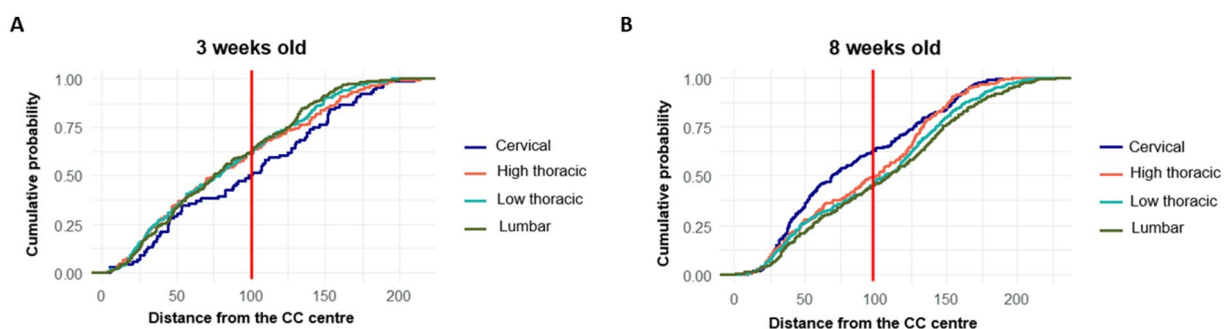 A
3 weeks old
Cumulative probability
1.00
0.75
0.50
0.25
0.00
0
50
100
150
200
Distance from the CC centre
Cervical
High thoracic
Low thoracic
Lumbar
B
8 weeks old
Cumulative probability
1.00
0.75
0.50
0.25
0.00
0
50
100
150
200
Distance from the CC centre
Cervical
High thoracic
Low thoracic
Lumbar